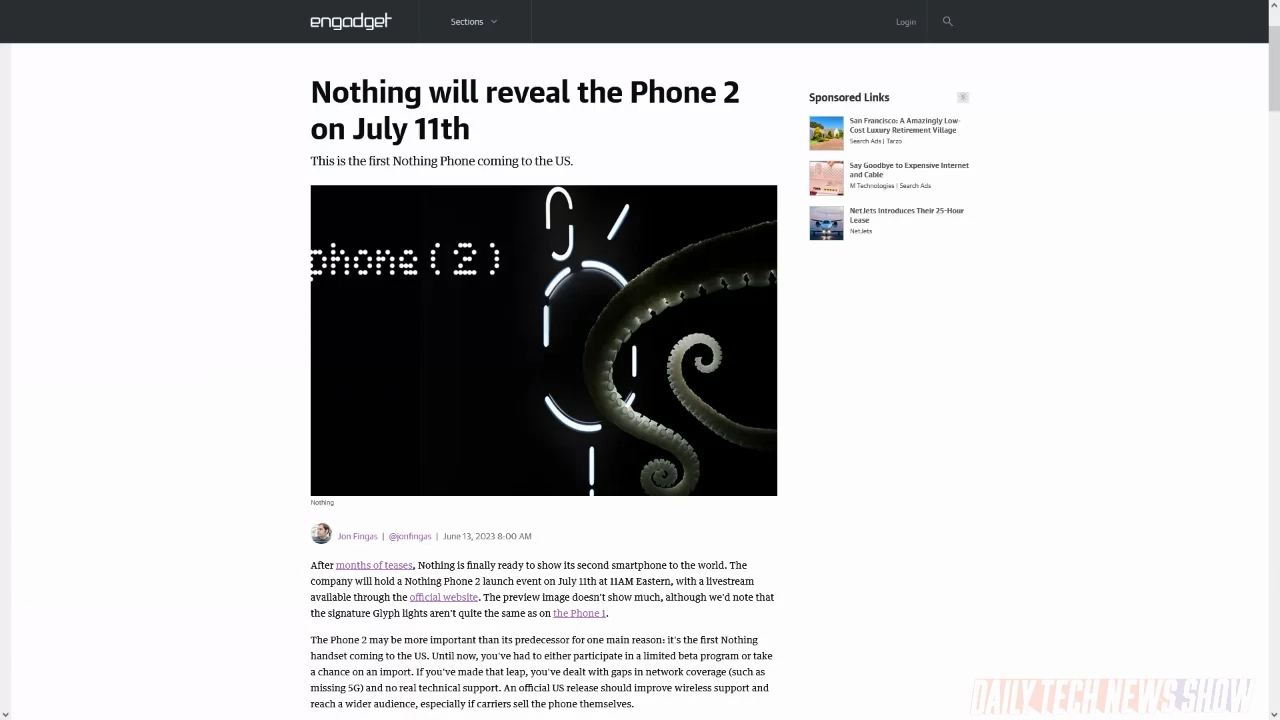 engadget
Sections
Login
Nothing will reveal the Phone 2
on July 11th
This is the first Nothing Phone coming to the US.
phone (2)
Nothing
Jon Fingas | @jonfingas | June 13, 2023 8:00 AM
After months of teases, Nothing is finally ready to show its second smartphone to the world. The
company will hold a Nothing Phone 2 launch event on July 11th at 11AM Eastern, with a livestream
available through the official website. The preview image doesn't show much, although we'd note that
the signature Glyph lights aren't quite the same as on the Phone 1.
The Phone 2 may be more important than its predecessor for one main reason: it's the first Nothing
handset coming to the US. Until now, you've had to either participate in a limited beta program or take
a chance on an import. If you've made that leap, you've dealt with gaps in network coverage (such as
missing 5G) and no real technical support. An official US release should improve wireless support and
reach a wider audience, especially if carriers sell the phone themselves.
Sponsored Links
San Francisco: A Amazingly Low-
Cost Luxury Retirement Village
Search Ads | Tarzo
Say Goodbye to Expensive Internet
and Cable
M Technologies | Search Ads
NetJets Introduces Their 25-Hour
Lease
NetJets
DAILY TECH NEWS SHOW